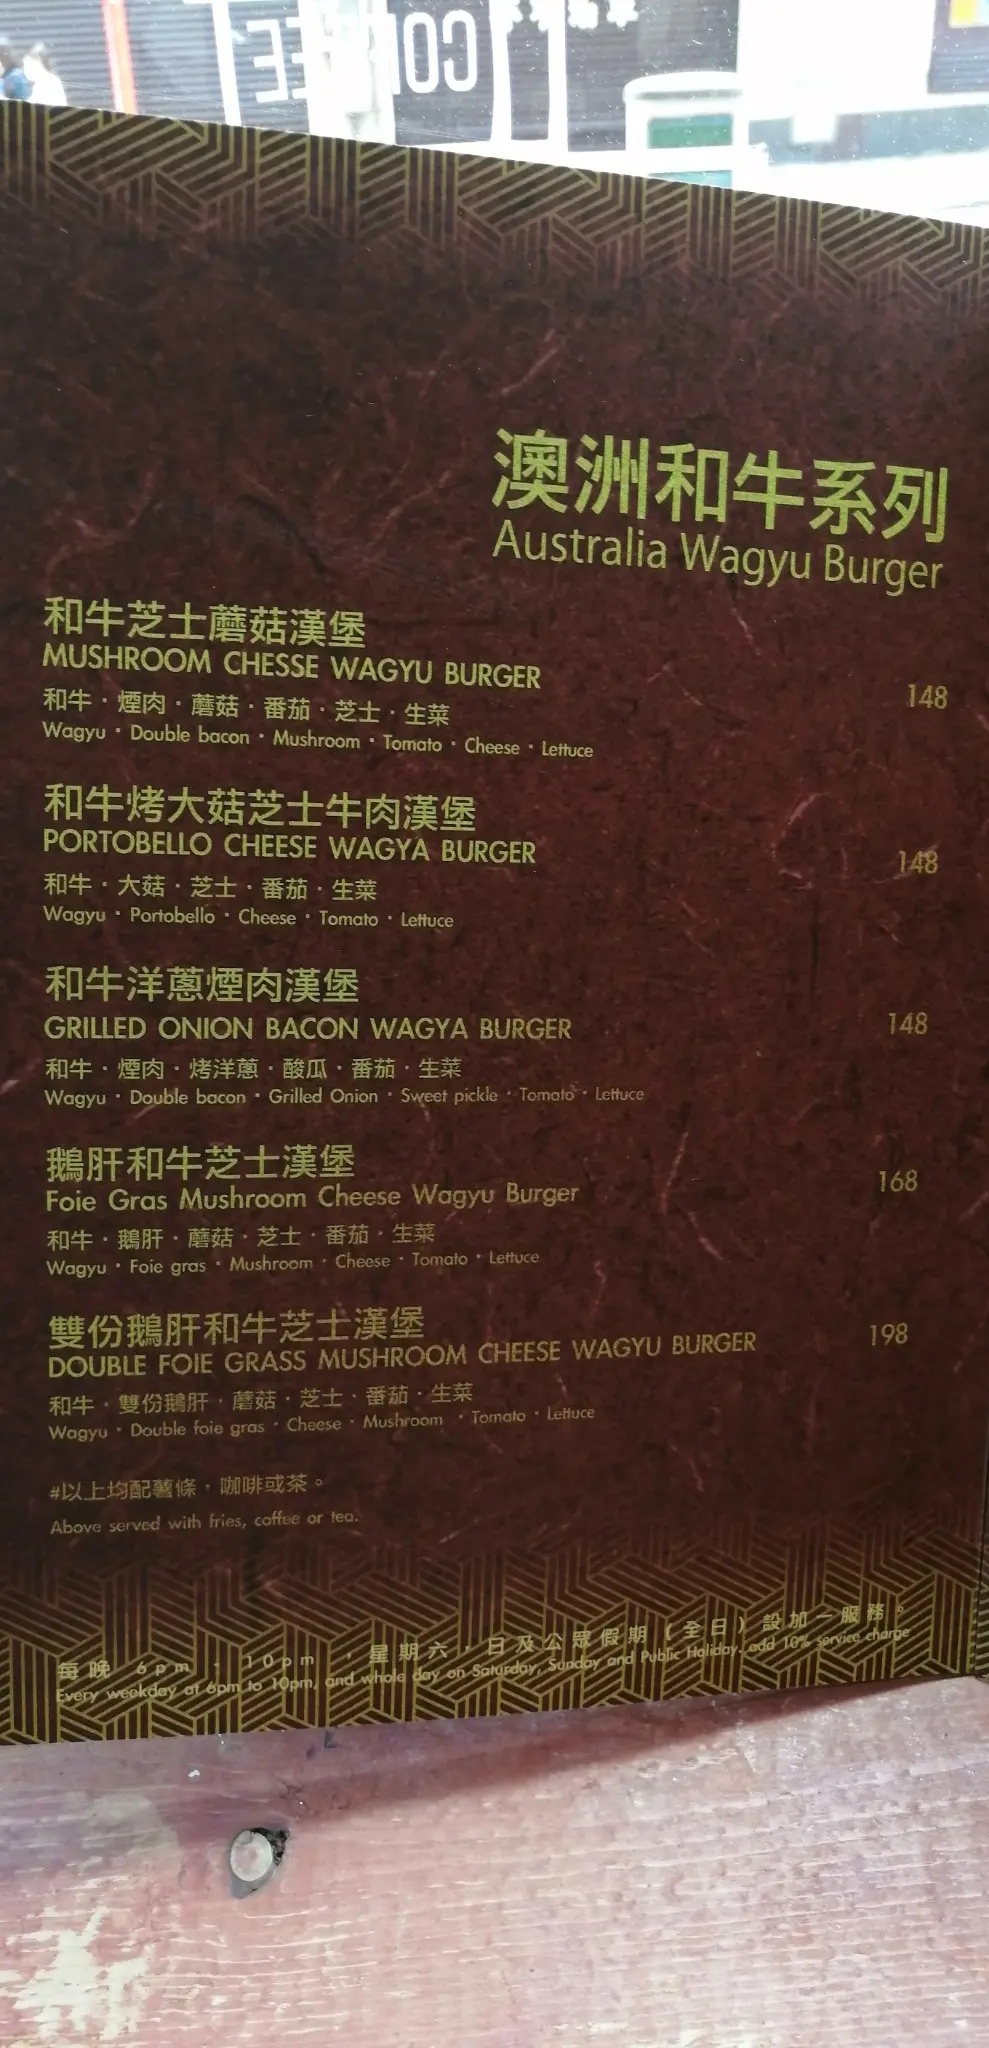 COFFEE
澳洲和牛系列
Australia Wagyu Burger
和牛芝士蘑菇漢堡
MUSHROOM CHESSE WAGYU BURGER
148
和牛・煙肉・蘑菇・番茄・芝士・生菜
Wagyu・Double bacon・Mushroom・Tomato・Cheese・Lettuce
和牛烤大菇芝士牛肉漢堡
PORTOBELLO CHEESE WAGYA BURGER
148
和牛・大菇・芝士・番茄・生菜
Wagyu・Portobello・Cheese・Tomato・Lettuce
和牛洋蔥煙肉漢堡
GRILLED ONION BACON WAGYA BURGER
148
和牛・煙肉・烤洋蔥・酸瓜・番茄・生菜
Wagyu・Double bacon・Grilled Onion・Sweet pickle・Tomato・Lettuce
鵝肝和牛芝士漢堡
Foie Gras Mushroom Cheese Wagyu Burger
168
和牛・鵝肝・蘑菇・芝士・番茄・生菜
Wagyu・Foie gras・Mushroom・Cheese・Tomato・Lettuce
雙份鵝肝和牛芝士漢堡
DOUBLE FOIE GRASS MUSHROOM CHEESE WAGYU BURGER
198
和牛・雙份鵝肝・蘑菇・芝士・番茄・生菜
Wagyu・Double foie gras・Cheese・Mushroom・Tomato・Lettuce
#以上均配薯條，咖啡或茶。
Above served with fries, coffee or tea.
每晚 6pm - 10pm ，星期六，日及公眾假期(全日)設加一服務。
Every weekday at 6pm to 10pm, and whole day on Saturday, Sunday and Public Holiday. add 10% service charge